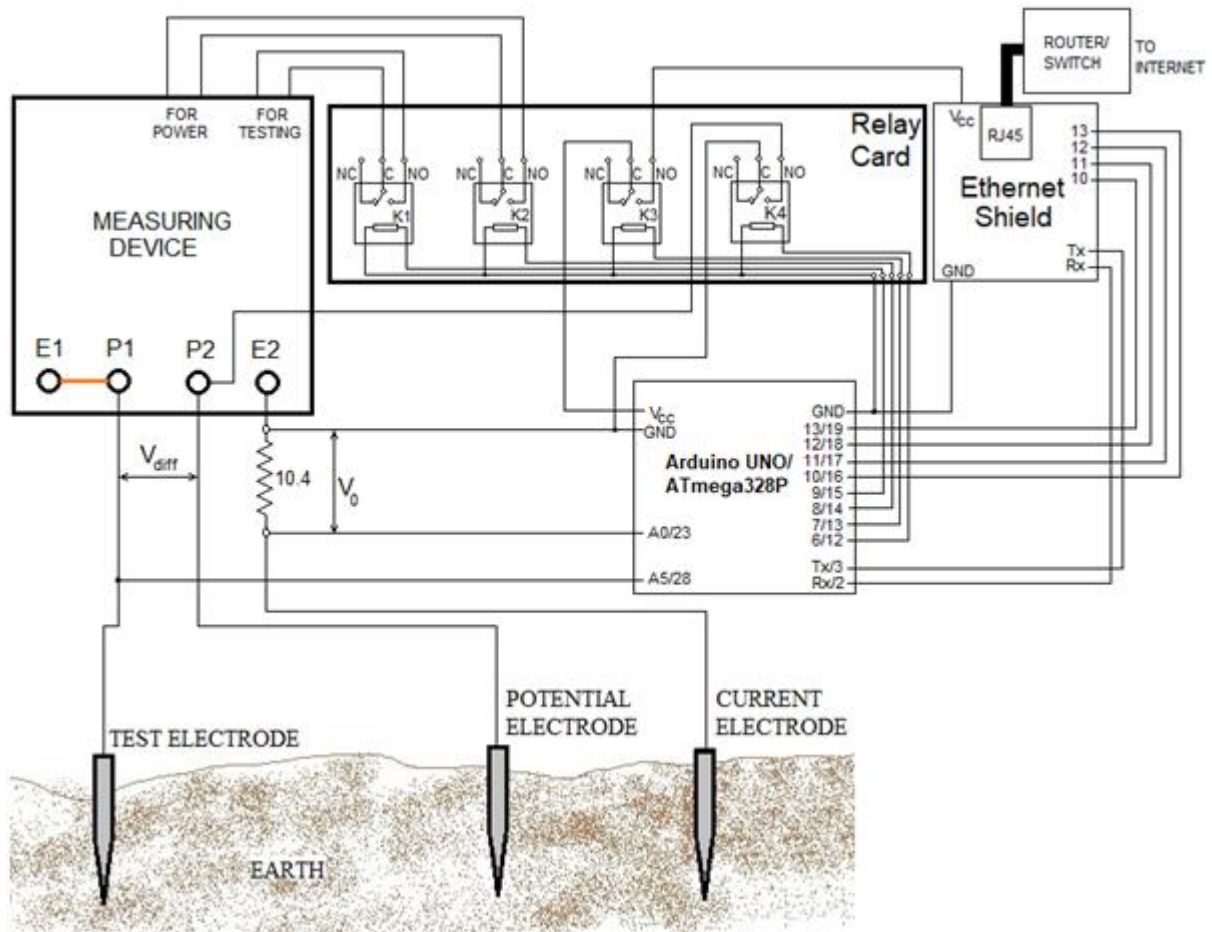 ROUTER/
SWITCH
TO
INTERNET
FOR
POWER
FOR
TESTING
Relay
Card
VCC
RJ45
13
12
11
10
Ethernet
Shield
NC C NO
NC C NO
NC C NO
NC C NO
K1
K2
K3
K4
MEASURING
DEVICE
Tx
Rx
GND
E1
P1
P2
E2
Vdiff
10.4
V0
VCC
GND
Arduino UNO/
ATmega328P
A0/23
A5/28
GND
13/19
12/18
11/17
10/16
9/15
8/14
7/13
6/12
Tx/3
Rx/2
TEST ELECTRODE
POTENTIAL
ELECTRODE
CURRENT
ELECTRODE
EARTH